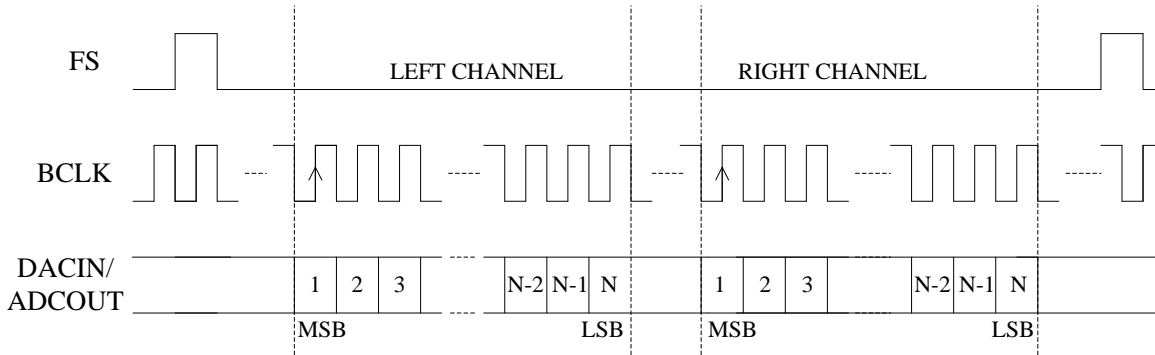 FS
LEFT CHANNEL RIGHT CHANNEL
BCLK
DACIN/
ADCOUT
1 2 3 N-2 N-1 N 1 2 3 N-2 N-1 N
MSB LSB MSB LSB